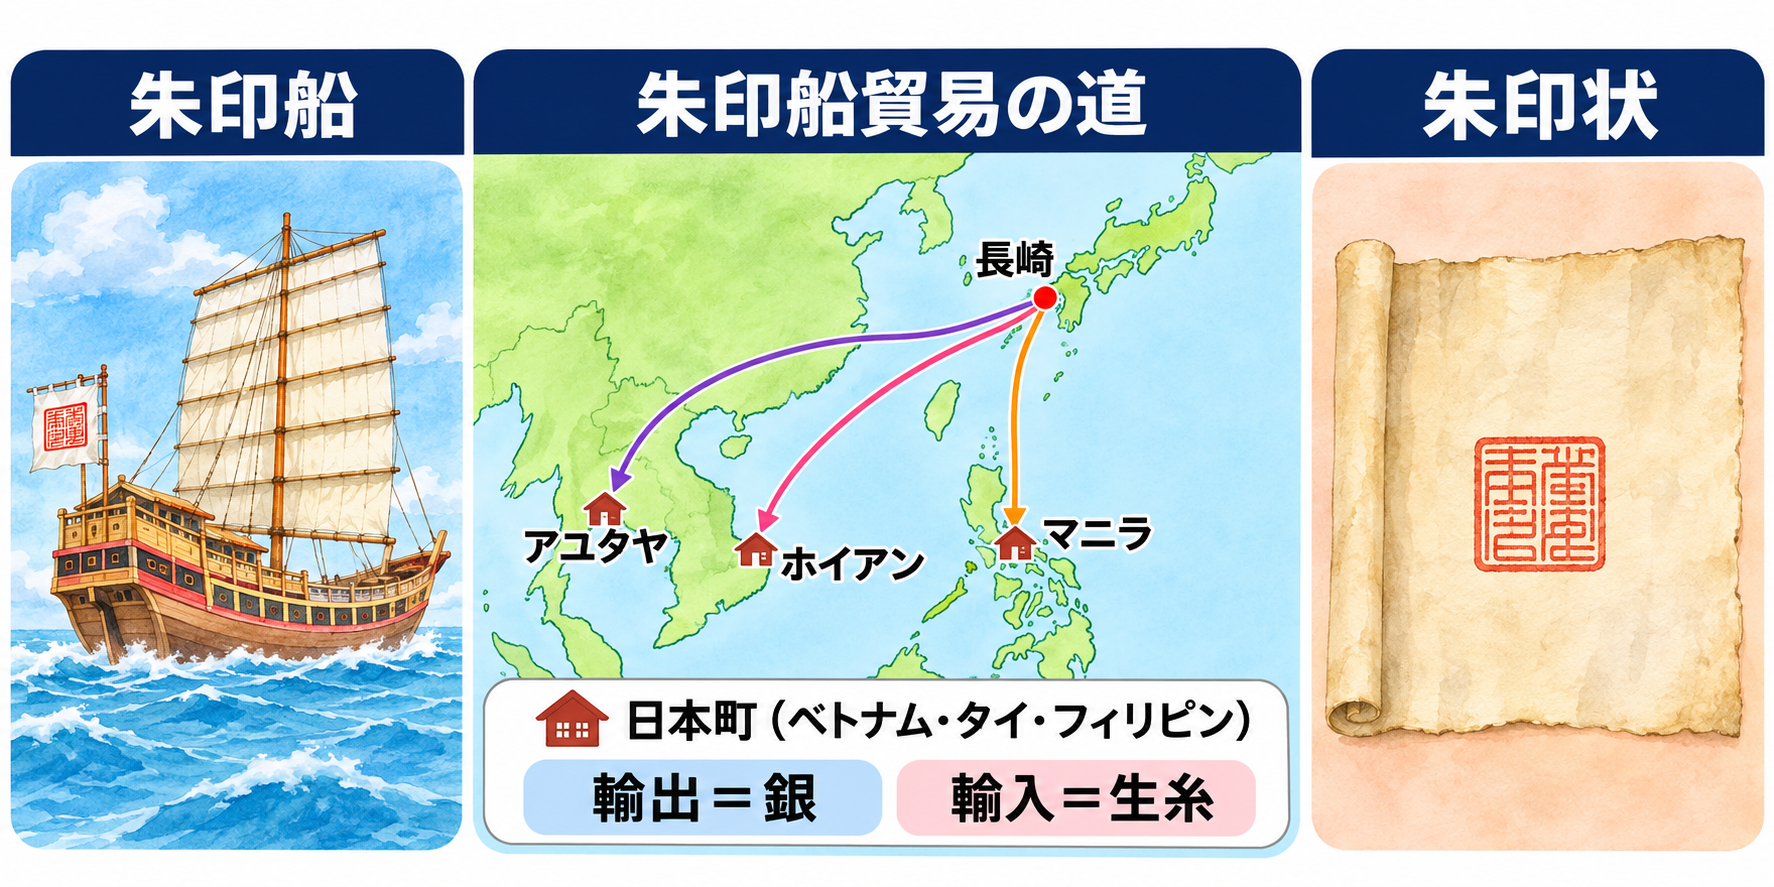 朱印船
朱印船貿易の道
長崎
アユタヤ
ホイアン
マニラ
日本町（ベトナム・タイ・フィリピン）
輸出＝銀
輸入＝生糸
朱印状